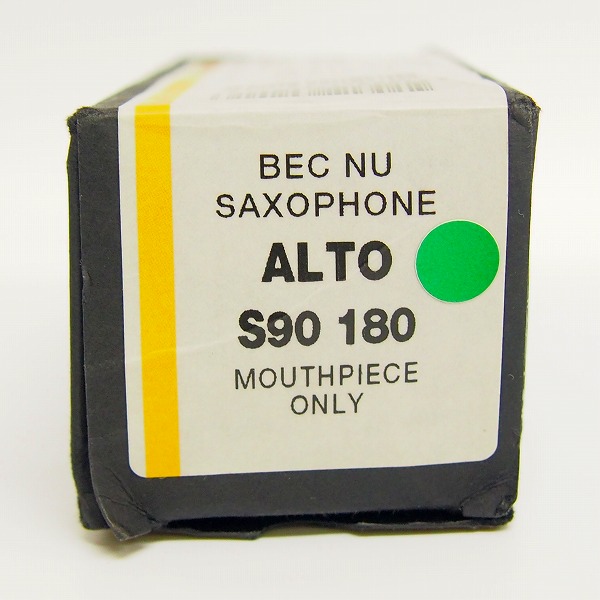 BEC NU
SAXOPHONE
ALTO
S90 180
MOUTHPIECE
ONLY